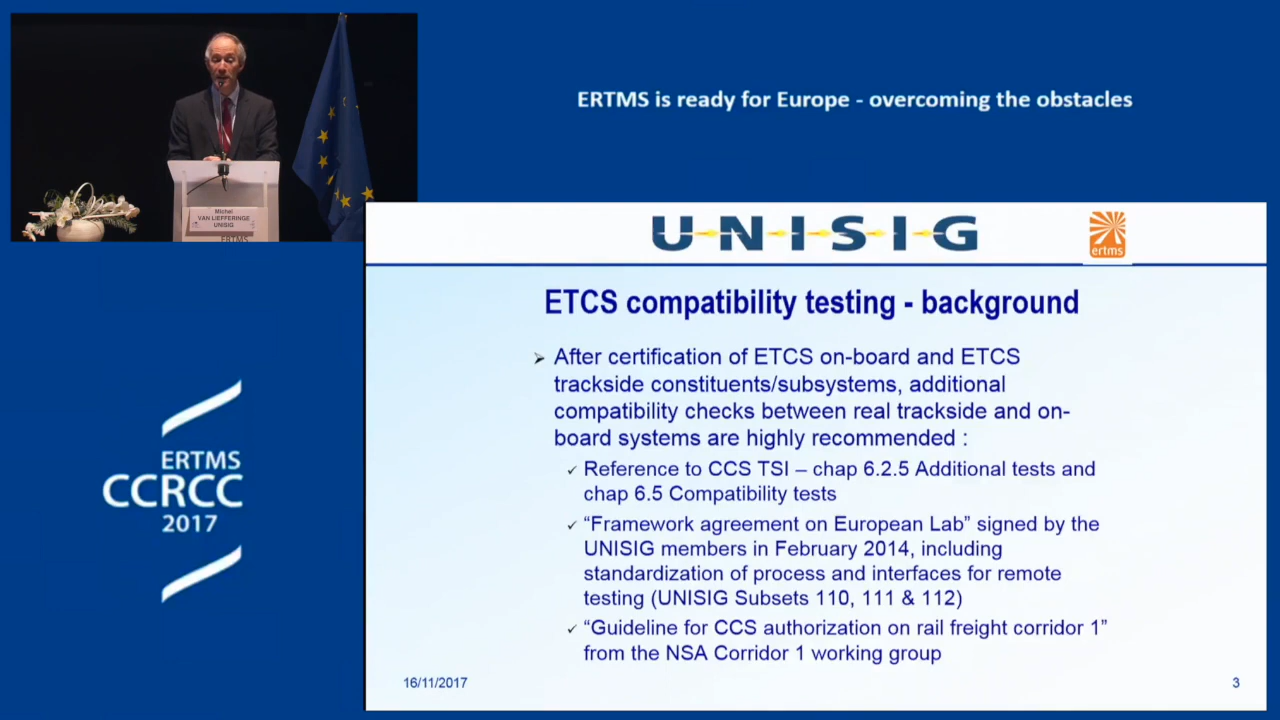 ERTMS is ready for Europe - overcoming the obstacles
Michel
VAN LIEFFERINGE
UNISIG
ERTMS
UNISIG
ertms
ETCS compatibility testing - background
➢ After certification of ETCS on-board and ETCS
trackside constituents/subsystems, additional
compatibility checks between real trackside and on-
board systems are highly recommended :
✓ Reference to CCS TSI – chap 6.2.5 Additional tests and
chap 6.5 Compatibility tests
✓ “Framework agreement on European Lab” signed by the
UNISIG members in February 2014, including
standardization of process and interfaces for remote
testing (UNISIG Subsets 110, 111 & 112)
✓ “Guideline for CCS authorization on rail freight corridor 1”
from the NSA Corridor 1 working group
16/11/2017
3
ERTMS
CCRCC
2017